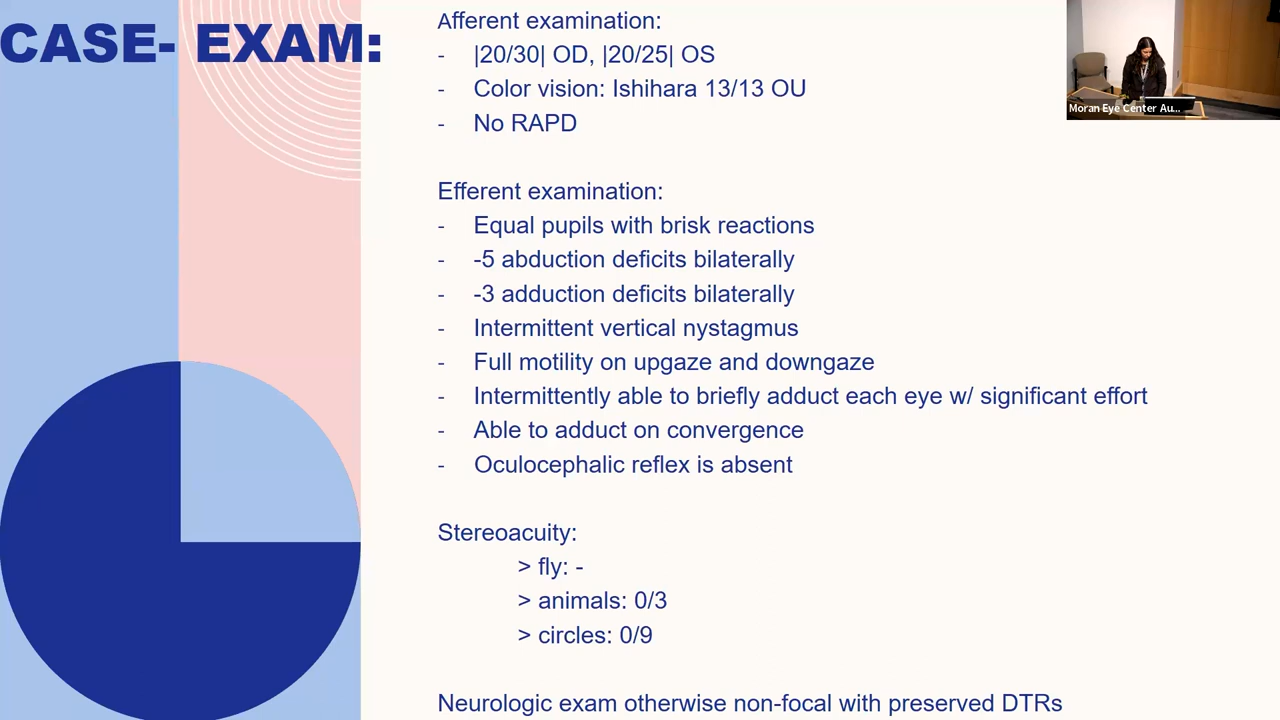 CASE- EXAM:
Afferent examination:
- |20/30| OD, |20/25| OS
- Color vision: Ishihara 13/13 OU
- No RAPD
Efferent examination:
- Equal pupils with brisk reactions
- -5 abduction deficits bilaterally
- -3 adduction deficits bilaterally
- Intermittent vertical nystagmus
- Full motility on upgaze and downgaze
- Intermittently able to briefly adduct each eye w/ significant effort
- Able to adduct on convergence
- Oculocephalic reflex is absent
Stereoacuity:
> fly: -
> animals: 0/3
> circles: 0/9
Neurologic exam otherwise non-focal with preserved DTRs
Moran Eye Center Au...